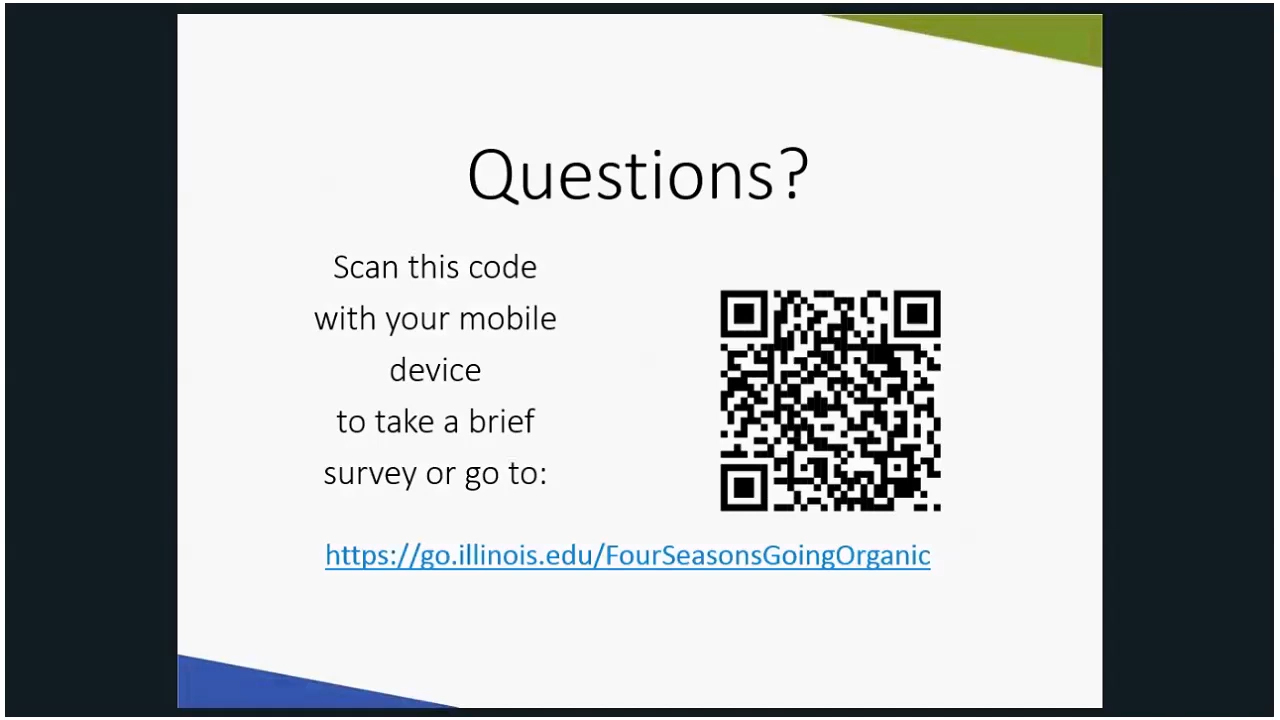 Questions?
Scan this code
with your mobile
device
to take a brief
survey or go to:
https://go.illinois.edu/FourSeasonsGoingOrganic